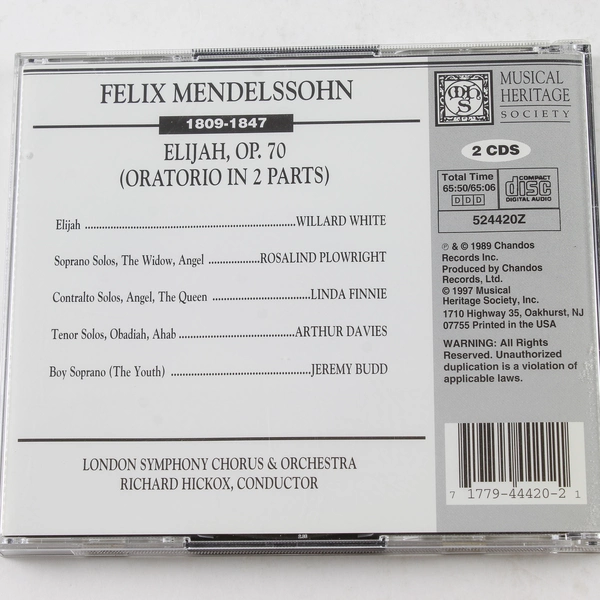 FELIX MENDELSSOHN
1809-1847
ELIJAH, OP. 70
(ORATORIO IN 2 PARTS)
Elijah ........................................................WILLARD WHITE
Soprano Solos, The Widow, Angel .............ROSALIND PLOWRIGHT
Contralto Solos, Angel, The Queen .........................LINDA FINNIE
Tenor Solos, Obadiah, Ahab .............................ARTHUR DAVIES
Boy Soprano (The Youth) ...................................JEREMY BUDD
LONDON SYMPHONY CHORUS & ORCHESTRA
RICHARD HICKOX, CONDUCTOR
MUSICAL
HERITAGE
SOCIETY
2 CDS
Total Time
65:50/65:06
DDD
COMPACT
disc
DIGITAL AUDIO
524420Z
℗ & © 1989 Chandos
Records Inc.
Produced by Chandos
Records, Ltd.
© 1997 Musical
Heritage Society, Inc.
1710 Highway 35, Oakhurst, NJ
07755 Printed in the USA
WARNING: All Rights
Reserved. Unauthorized
duplication is a violation of
applicable laws.
7 1779-44420-2 1